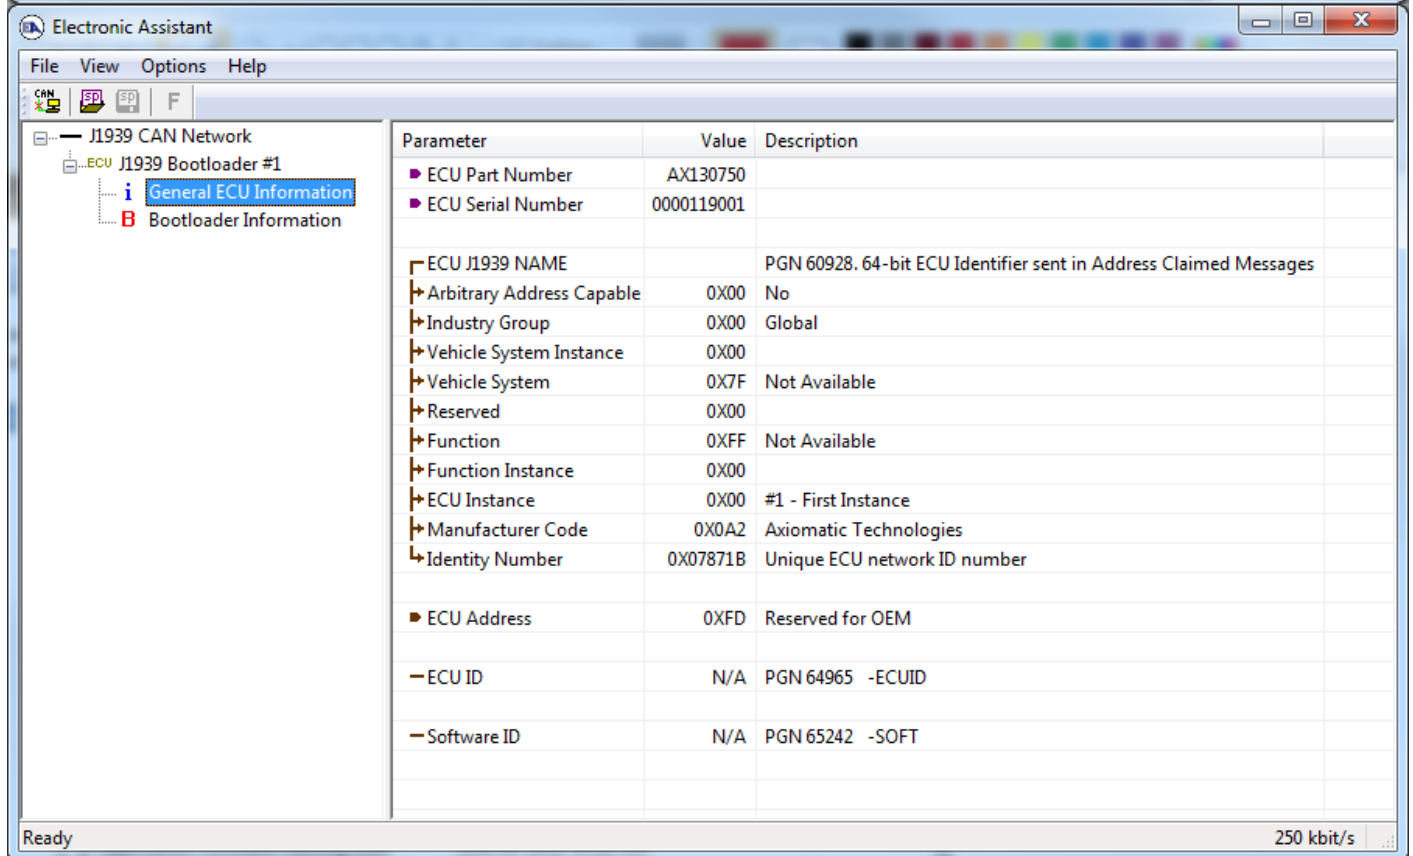 EA Electronic Assistant
File View Options Help
CAN SP SP F
J1939 CAN Network
ECU J1939 Bootloader #1
i General ECU Information
B Bootloader Information
Parameter Value Description
ECU Part Number AX130750
ECU Serial Number 0000119001
ECU J1939 NAME PGN 60928. 64-bit ECU Identifier sent in Address Claimed Messages
Arbitrary Address Capable 0X00 No
Industry Group 0X00 Global
Vehicle System Instance 0X00
Vehicle System 0X7F Not Available
Reserved 0X00
Function 0XFF Not Available
Function Instance 0X00
ECU Instance 0X00 #1 - First Instance
Manufacturer Code 0X0A2 Axiomatic Technologies
Identity Number 0X07871B Unique ECU network ID number
ECU Address 0XFD Reserved for OEM
ECU ID N/A PGN 64965 -ECUID
Software ID N/A PGN 65242 -SOFT
Ready 250 kbit/s